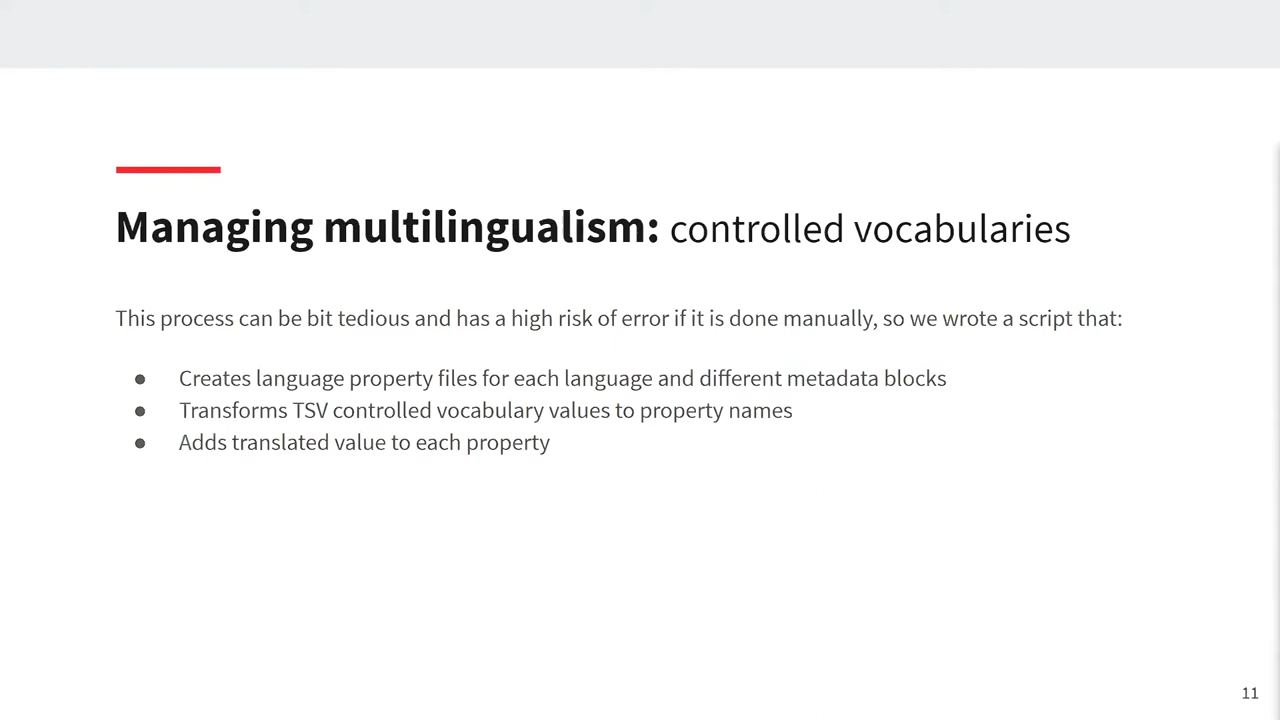 Managing multilingualism: controlled vocabularies
This process can be bit tedious and has a high risk of error if it is done manually, so we wrote a script that:
● Creates language property files for each language and different metadata blocks
● Transforms TSV controlled vocabulary values to property names
● Adds translated value to each property
11